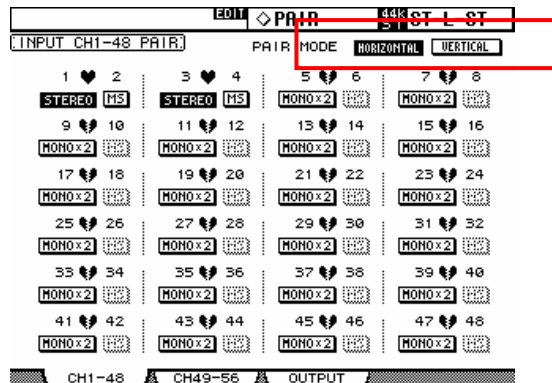 EDIT ◇PAIR 44K ST-L ST
INPUT CH1-48 PAIR PAIR MODE HORIZONTAL VERTICAL
1 ♥ 2 3 ♥ 4 5 6 7 8
STEREO MS STEREO MS MONO×2 MONO×2
9 10 11 12 13 14 15 16
MONO×2 MONO×2 MONO×2 MONO×2
17 18 19 20 21 22 23 24
MONO×2 MONO×2 MONO×2 MONO×2
25 26 27 28 29 30 31 32
MONO×2 MONO×2 MONO×2 MONO×2
33 34 35 36 37 38 39 40
MONO×2 MONO×2 MONO×2 MONO×2
41 42 43 44 45 46 47 48
MONO×2 MONO×2 MONO×2 MONO×2
CH1-48 CH49-56 OUTPUT